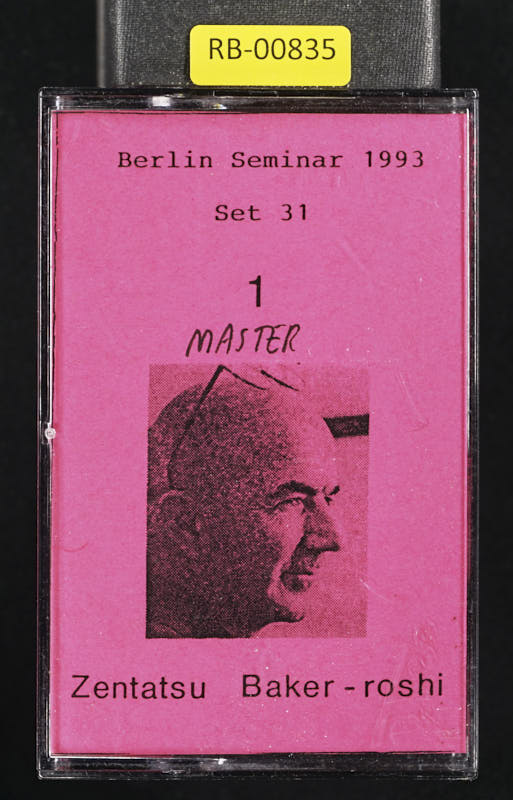 RB-00835
Berlin Seminar 1993
Set 31
1
MASTER
Zentatsu Baker-roshi